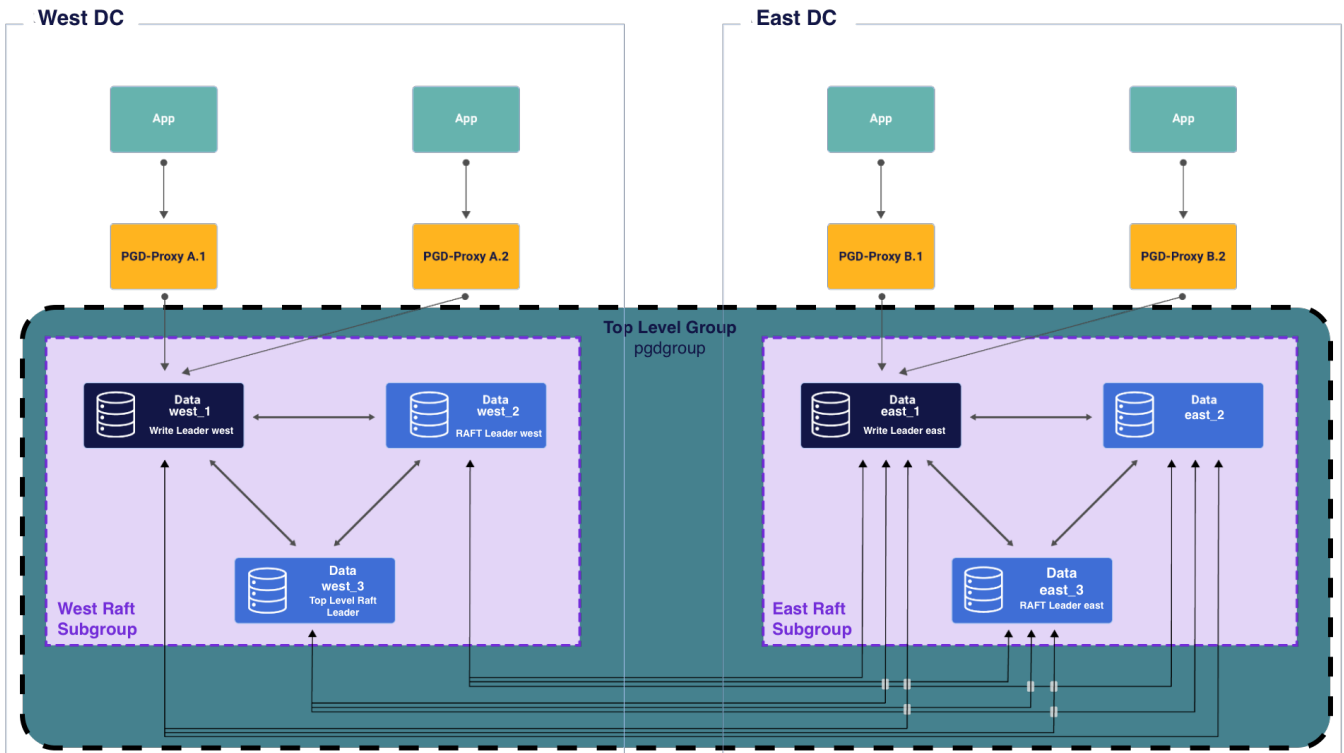 West DC
East DC
App
App
App
App
PGD-Proxy A.1
PGD-Proxy A.2
PGD-Proxy B.1
PGD-Proxy B.2
Top Level Group
pgdgroup
Data
west_1
Write Leader west
Data
west_2
RAFT Leader west
Data
east_1
Write Leader east
Data
east_2
Data
west_3
Top Level Raft
Leader
Data
east_3
RAFT Leader east
West Raft
Subgroup
East Raft
Subgroup